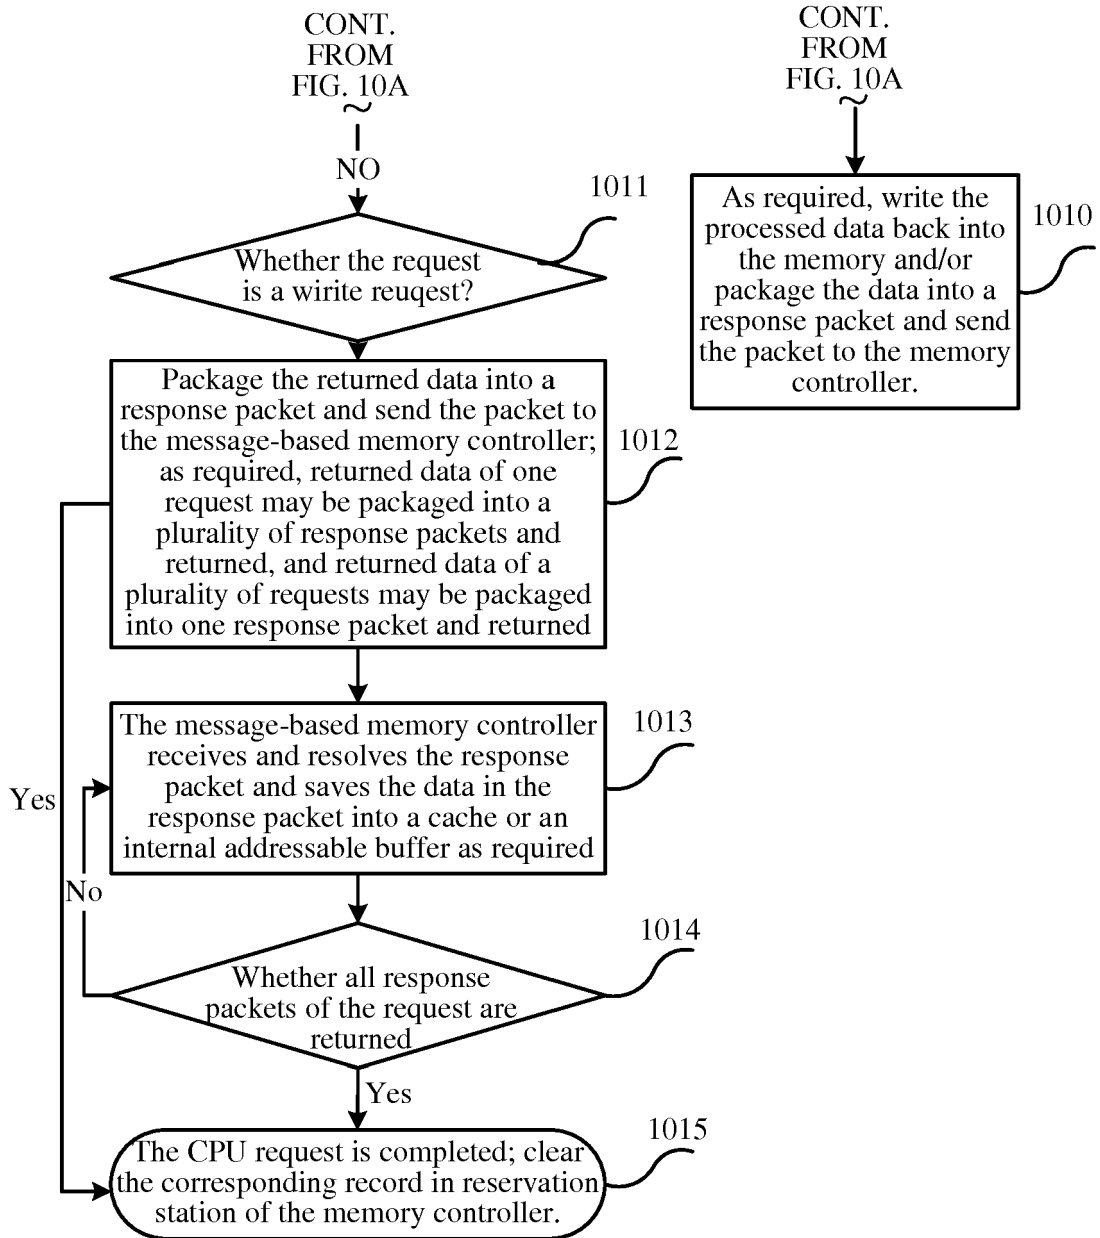 CONT.
FROM
FIG. 10A
NO
1011
Whether the request
is a wirite reuqest?
Package the returned data into a
response packet and send the packet to
the message-based memory controller;
as required, returned data of one
request may be packaged into a
plurality of response packets and
returned, and returned data of a
plurality of requests may be packaged
into one response packet and returned
1012
The message-based memory controller
receives and resolves the response
packet and saves the data in the
response packet into a cache or an
internal addressable buffer as required
1013
Yes
No
Whether all response
packets of the request are
returned
1014
Yes
The CPU request is completed; clear
the corresponding record in reservation
station of the memory controller.
1015
CONT.
FROM
FIG. 10A
As required, write the
processed data back into
the memory and/or
package the data into a
response packet and send
the packet to the memory
controller.
1010